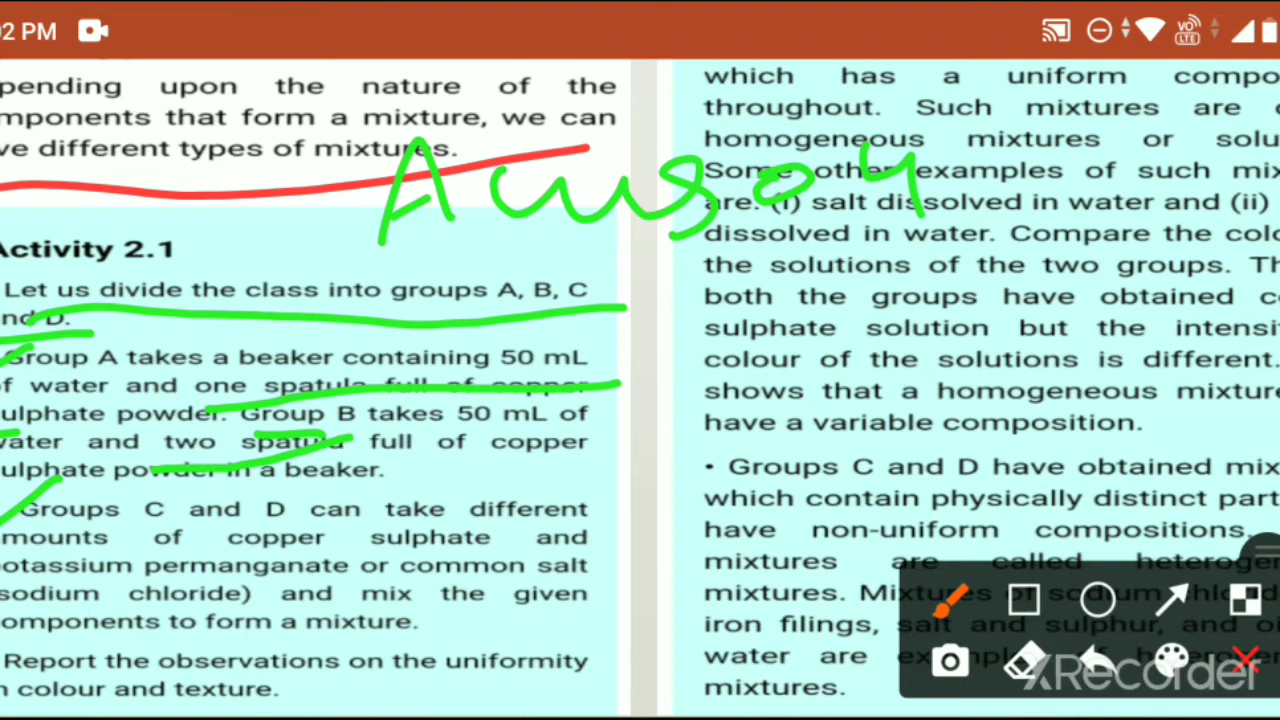 02 PM
VO
LTE
pending upon the nature of the
mponents that form a mixture, we can
ve different types of mixtures.
Activity 2.1
Let us divide the class into groups A, B, C
nd D.
Group A takes a beaker containing 50 mL
f water and one spatula full of copper
ulphate powder. Group B takes 50 mL of
water and two spatula full of copper
ulphate powder in a beaker.
Groups C and D can take different
mounts of copper sulphate and
otassium permanganate or common salt
sodium chloride) and mix the given
omponents to form a mixture.
Report the observations on the uniformity
n colour and texture.
which has a uniform compo
throughout. Such mixtures are
homogeneous mixtures or solu
Some other examples of such mix
are: (i) salt dissolved in water and (ii)
dissolved in water. Compare the colo
the solutions of the two groups. Th
both the groups have obtained co
sulphate solution but the intensi
colour of the solutions is different.
shows that a homogeneous mixture
have a variable composition.
• Groups C and D have obtained mix
which contain physically distinct part
have non-uniform compositions.
mixtures are called heteroge
mixtures. Mixtures of sodium chlo
iron filings, salt and sulphur, and o
water are examples of
mixtures.
XRecorder